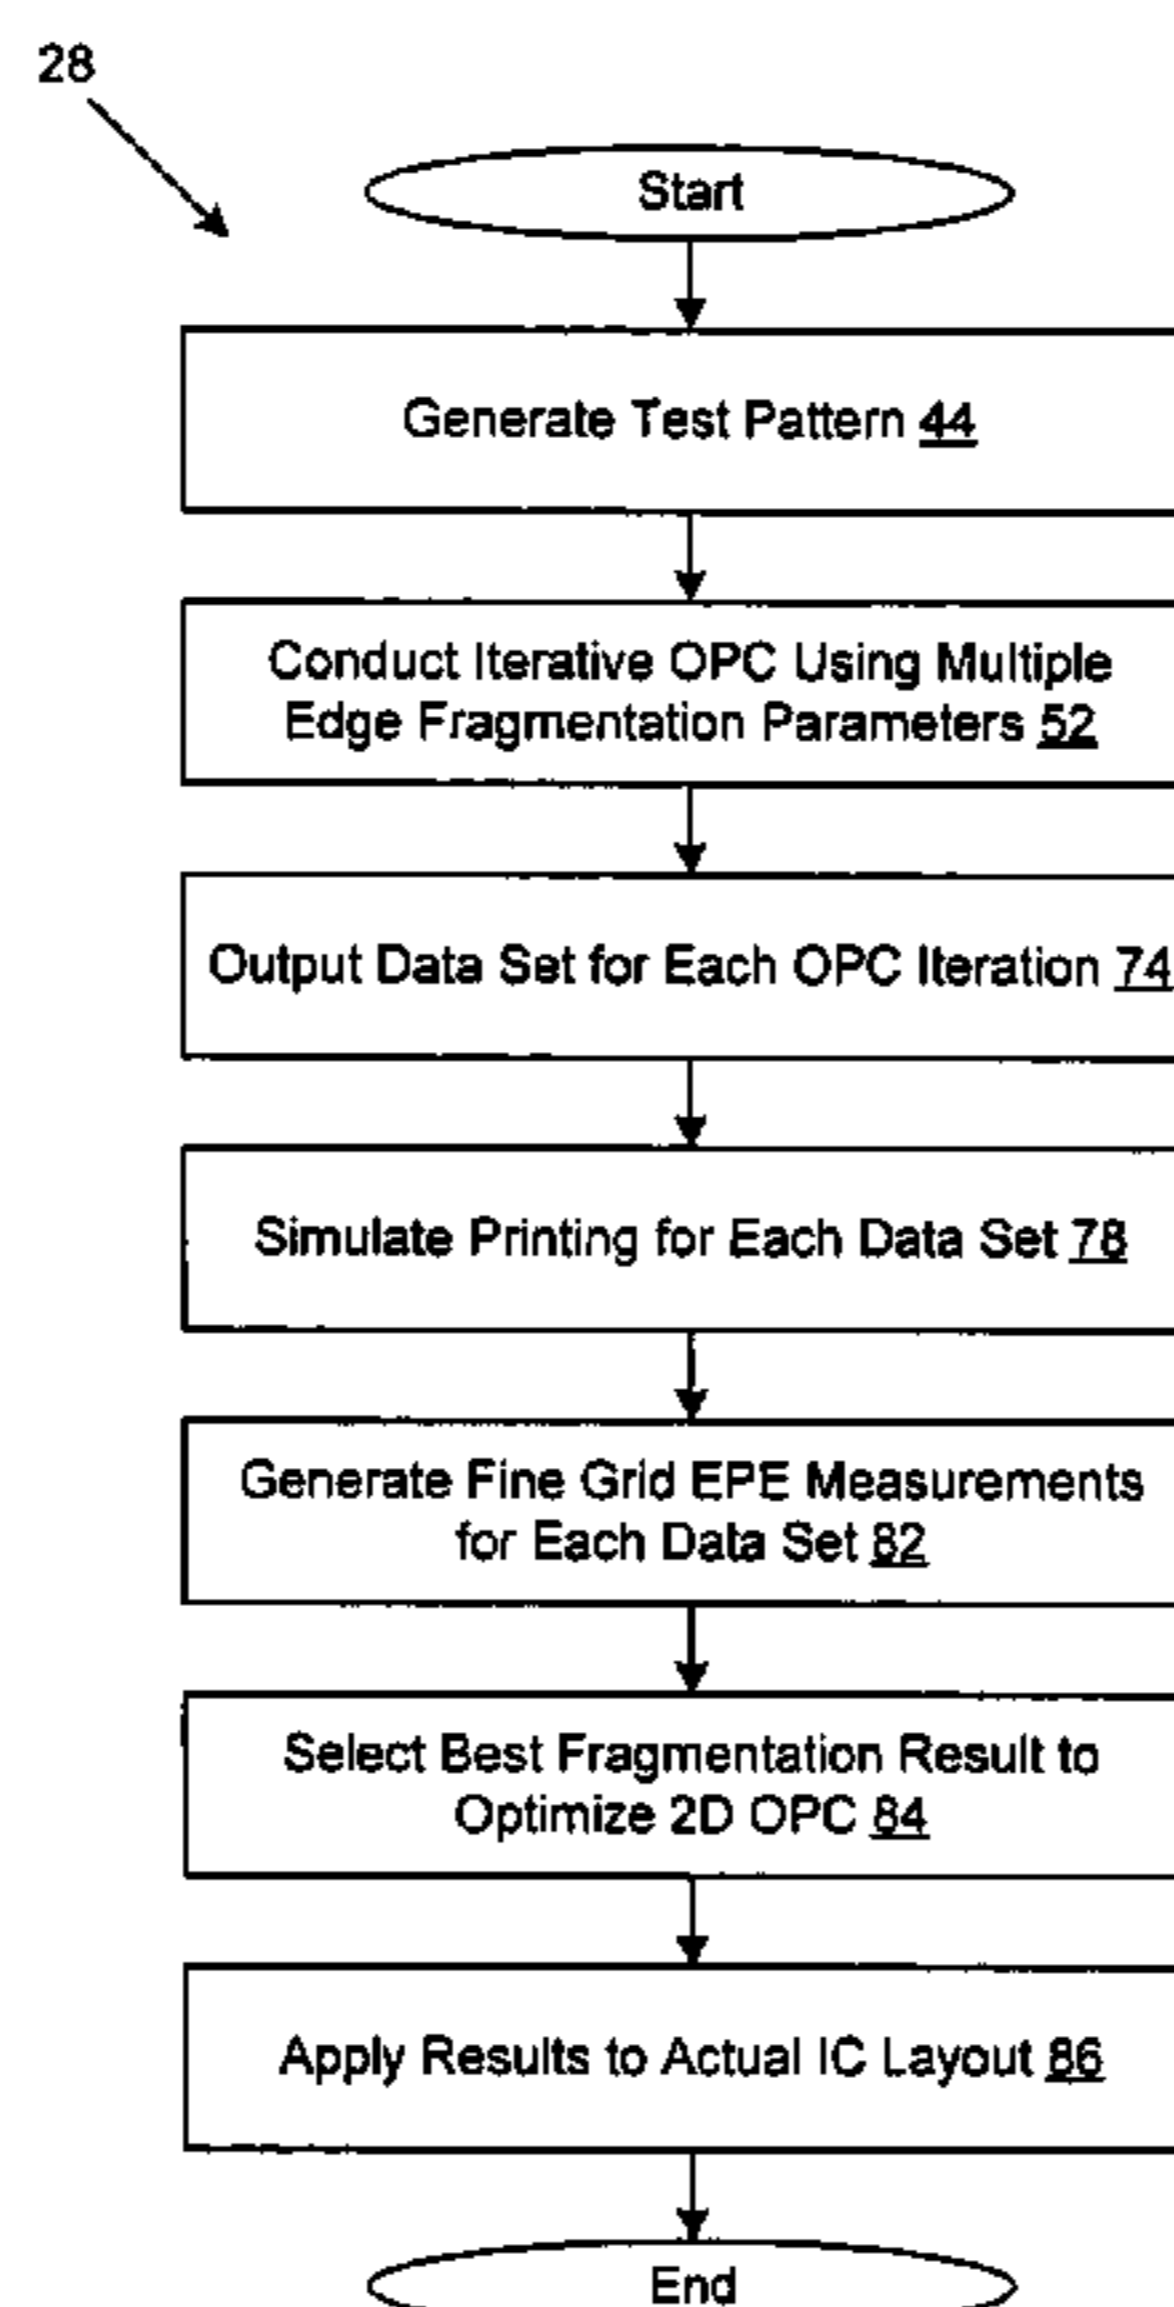 28
Start
Generate Test Pattern 44
Conduct Iterative OPC Using Multiple
Edge Fragmentation Parameters 52
Output Data Set for Each OPC Iteration 74
Simulate Printing for Each Data Set 78
Generate Fine Grid EPE Measurements
for Each Data Set 82
Select Best Fragmentation Result to
Optimize 2D OPC 84
Apply Results to Actual IC Layout 86
End